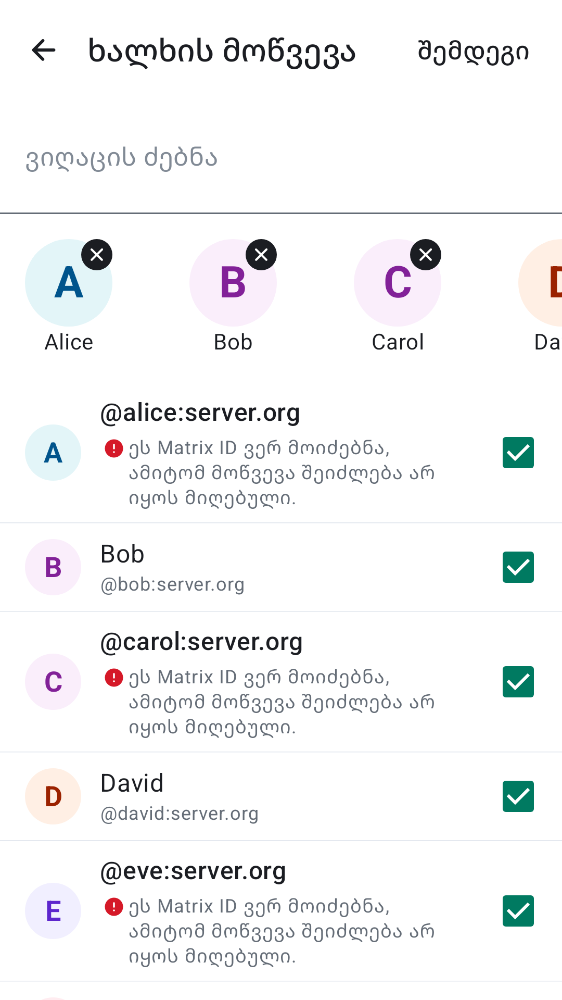 ხალხის მოწვევა
შემდეგი
ვიღაცის ძებნა
A
B
C
Alice
Bob
Carol
Da
@alice:server.org
A
ეს Matrix ID ვერ მოიძებნა,
ამიტომ მოწვევა შეიძლება არ
იყოს მიღებული.
B
Bob
@bob:server.org
@carol:server.org
C
ეს Matrix ID ვერ მოიძებნა,
ამიტომ მოწვევა შეიძლება არ
იყოს მიღებული.
D
David
@david:server.org
@eve:server.org
E
ეს Matrix ID ვერ მოიძებნა,
ამიტომ მოწვევა შეიძლება არ
იყოს მიღებული.